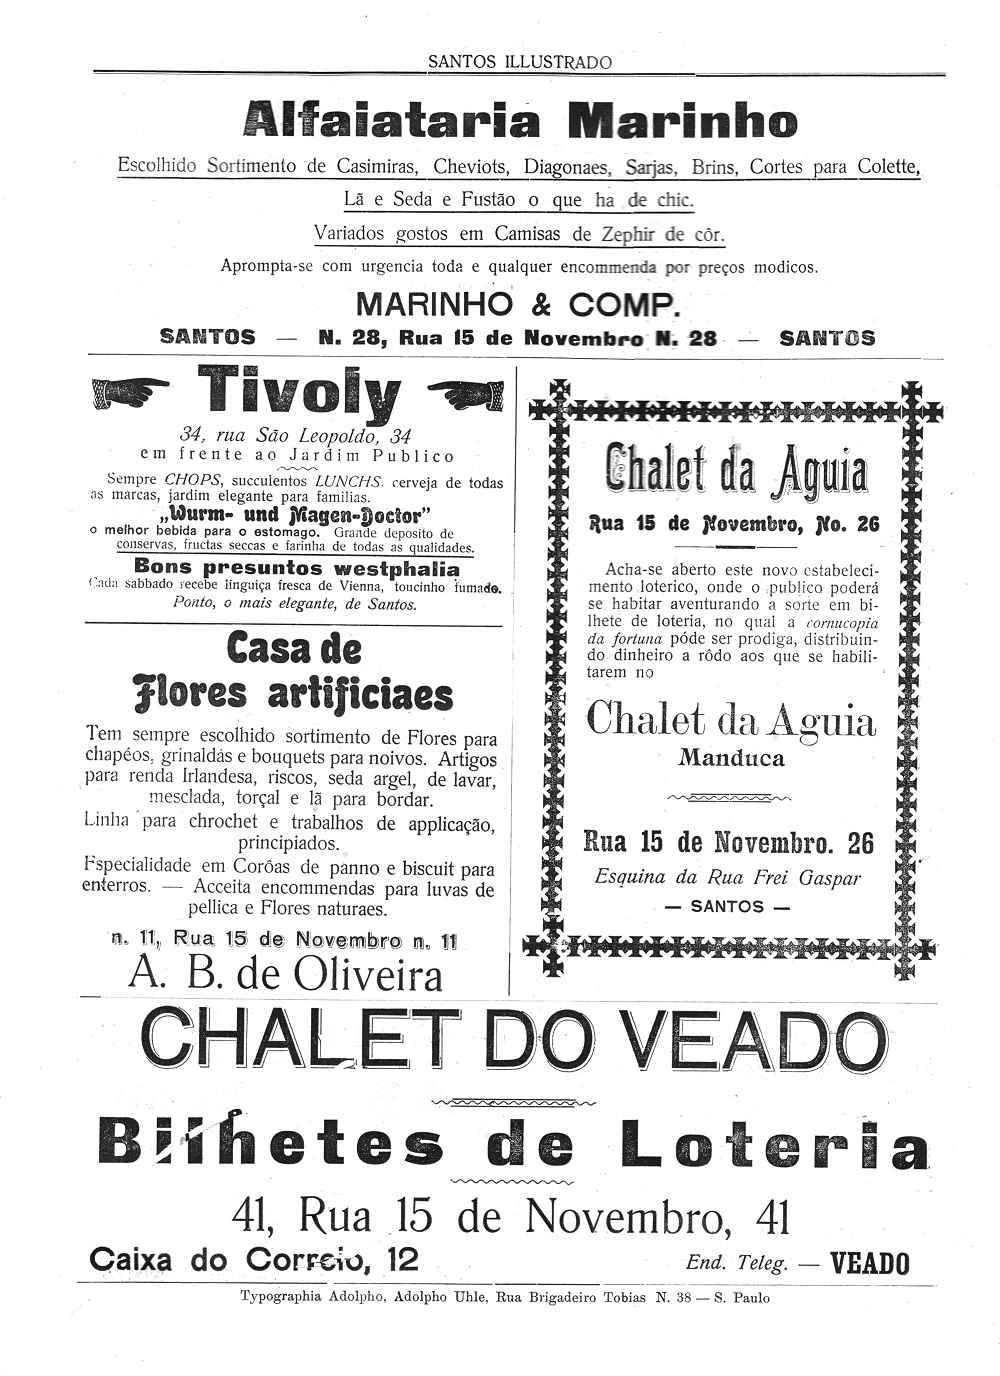 SANTOS ILLUSTRADO
Alfaiataria Marinho
Escolhido Sortimento de Casimiras, Cheviots, Diagonaes, Sarjas, Brins, Cortes para Colette,
Lã e Seda e Fustão o que ha de chic.
Variados gostos em Camisas de Zephir de côr.
Aprompta-se com urgencia toda e qualquer encommenda por preços modicos.
MARINHO & COMP.
SANTOS — N. 28, Rua 15 de Novembro N. 28 — SANTOS
Tivoly
34, rua São Leopoldo, 34
em frente ao Jardim Publico
Sempre CHOPS, succulentos LUNCHS. cerveja de todas
as marcas, jardim elegante para familias.
„Wurm- und Magen-Doctor”
o melhor bebida para o estomago. Grande deposito de
conservas, fructas seccas e farinha de todas as qualidades.
Bons presuntos westphalia
Cada sabbado recebe linguiça fresca de Vienna, toucinho fumado.
Ponto, o mais elegante, de Santos.
Casa de
Flores artificiaes
Tem sempre escolhido sortimento de Flores para
chapéos, grinaldas e bouquets para noivos. Artigos
para renda Irlandesa, riscos, seda argel, de lavar,
mesclada, torçal e lã para bordar.
Linha para chrochet e trabalhos de applicação,
principiados.
Especialidade em Corôas de panno e biscuit para
enterros. — Acceita encommendas para luvas de
pellica e Flores naturaes.
n. 11, Rua 15 de Novembro n. 11
A. B. de Oliveira
Chalet da Aguia
Rua 15 de Novembro, No. 26
Acha-se aberto este novo estabeleci-
mento loterico, onde o publico poderá
se habitar aventurando a sorte em bi-
lhete de loteria, no qual a cornucopia
da fortuna póde ser prodiga, distribuin-
do dinheiro a rôdo aos que se habili-
tarem no
Chalet da Aguia
Manduca
Rua 15 de Novembro. 26
Esquina da Rua Frei Gaspar
— SANTOS —
CHALET DO VEADO
Bilhetes de Loteria
41, Rua 15 de Novembro, 41
Caixa do Correio, 12
End. Teleg. — VEADO
Typographia Adolpho, Adolpho Uhle, Rua Brigadeiro Tobias N. 38 — S. Paulo